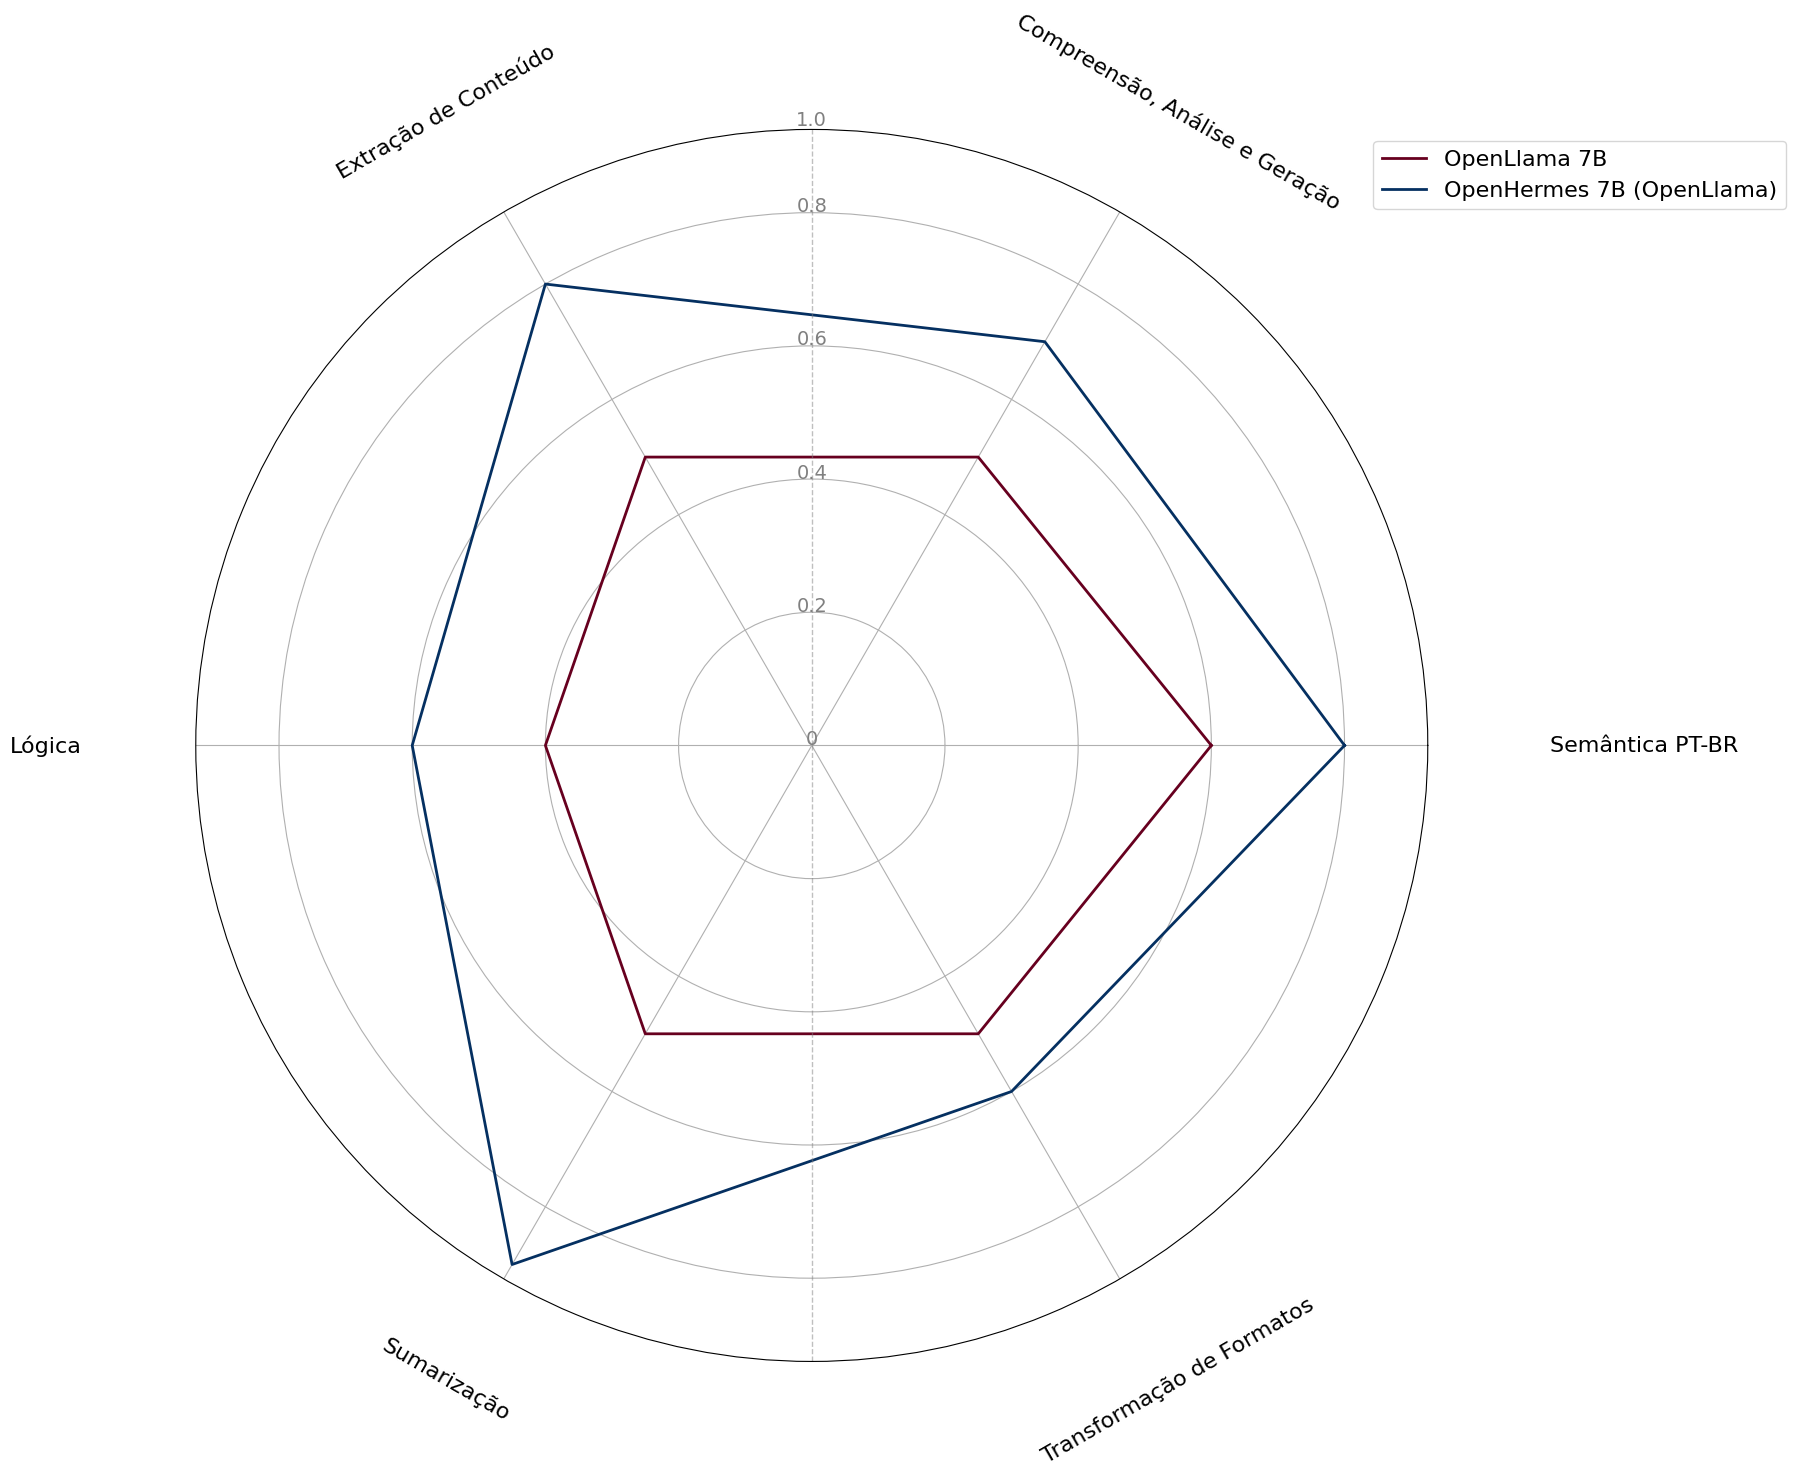 Compreensão, Análise e Geração
Extração de Conteúdo
1.0
OpenLlama 7B
OpenHermes 7B (OpenLlama)
0.8
0.6
0.4
0.2
0
Lógica
Semântica PT-BR
Sumarização
Transformação de Formatos